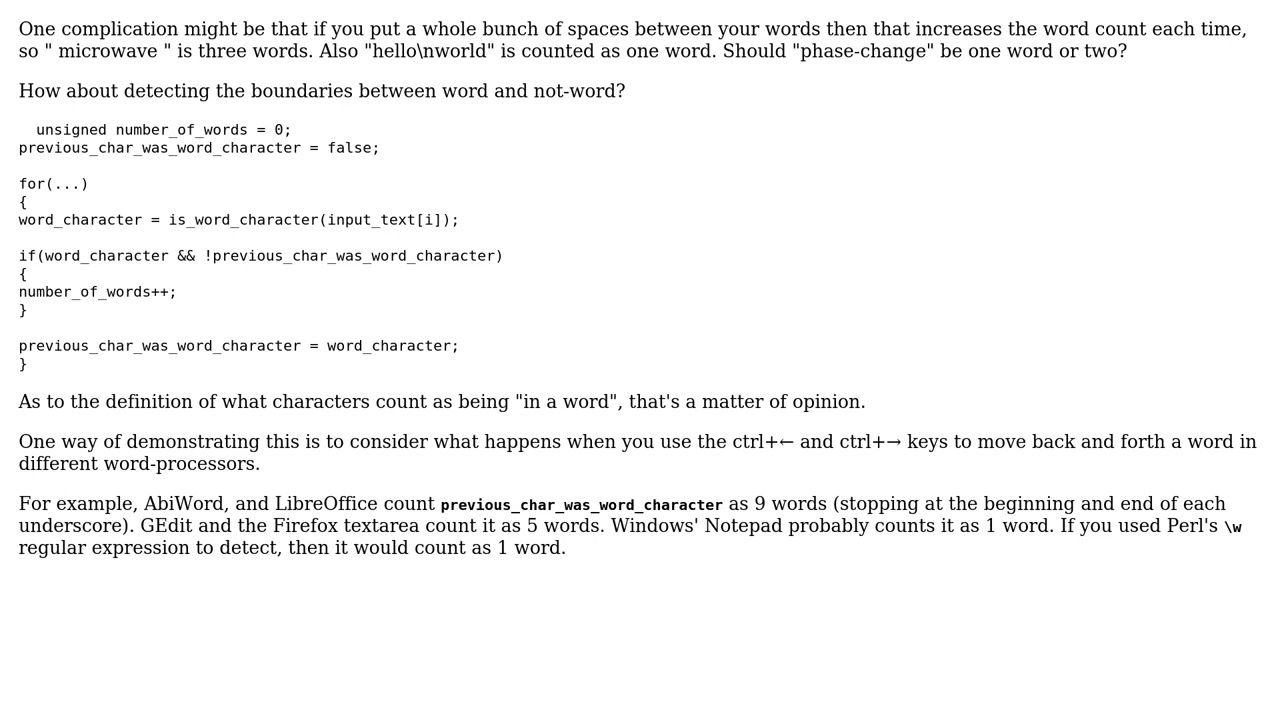 One complication might be that if you put a whole bunch of spaces between your words then that increases the word count each time,
so " microwave " is three words. Also "hello\nworld" is counted as one word. Should "phase-change" be one word or two?
How about detecting the boundaries between word and not-word?
unsigned number_of_words = 0;
previous_char_was_word_character = false;
for(...)
{
word_character = is_word_character(input_text[i]);
if(word_character && !previous_char_was_word_character)
{
number_of_words++;
}
previous_char_was_word_character = word_character;
}
As to the definition of what characters count as being "in a word", that's a matter of opinion.
One way of demonstrating this is to consider what happens when you use the ctrl+← and ctrl+→ keys to move back and forth a word in
different word-processors.
For example, AbiWord, and LibreOffice count previous_char_was_word_character as 9 words (stopping at the beginning and end of each
underscore). GEdit and the Firefox textarea count it as 5 words. Windows' Notepad probably counts it as 1 word. If you used Perl's \w
regular expression to detect, then it would count as 1 word.